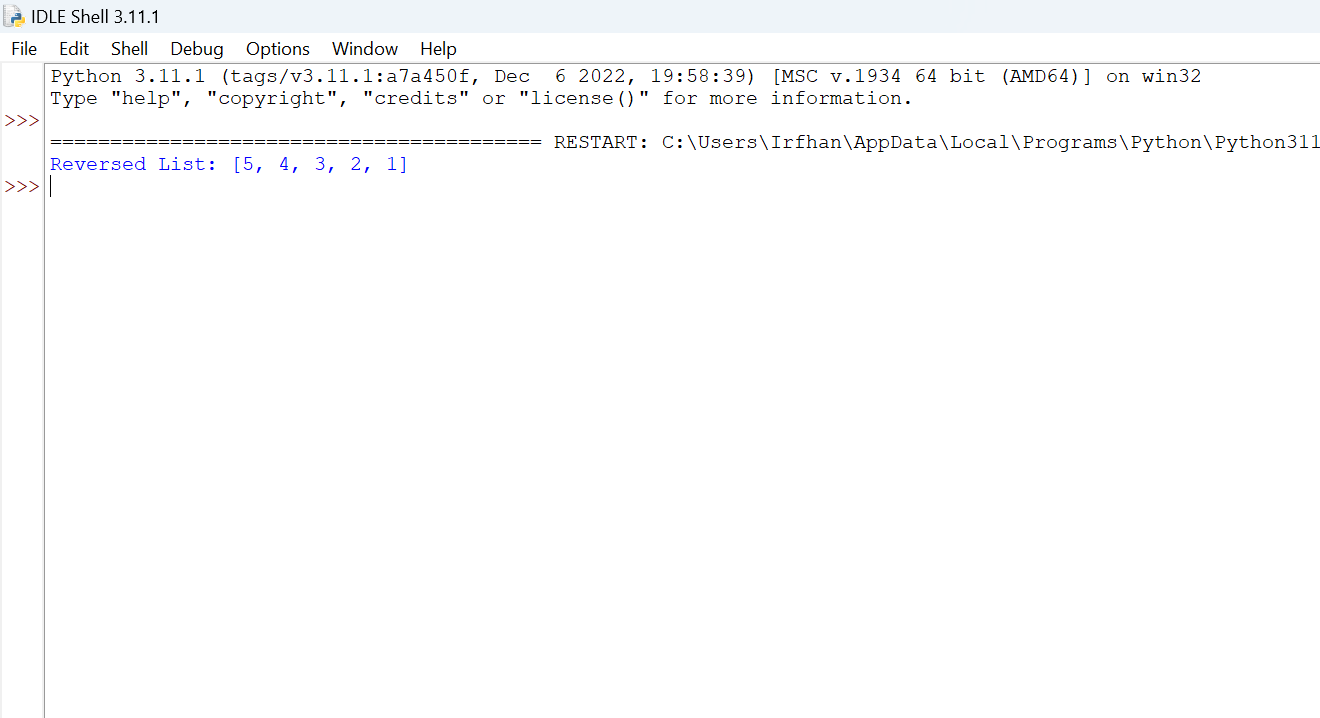 IDLE Shell 3.11.1
File Edit Shell Debug Options Window Help
Python 3.11.1 (tags/v3.11.1:a7a450f, Dec  6 2022, 19:58:39) [MSC v.1934 64 bit (AMD64)] on win32
Type "help", "copyright", "credits" or "license()" for more information.
>>>
========================================= RESTART: C:\Users\Irfhan\AppData\Local\Programs\Python\Python311
Reversed List: [5, 4, 3, 2, 1]
>>>